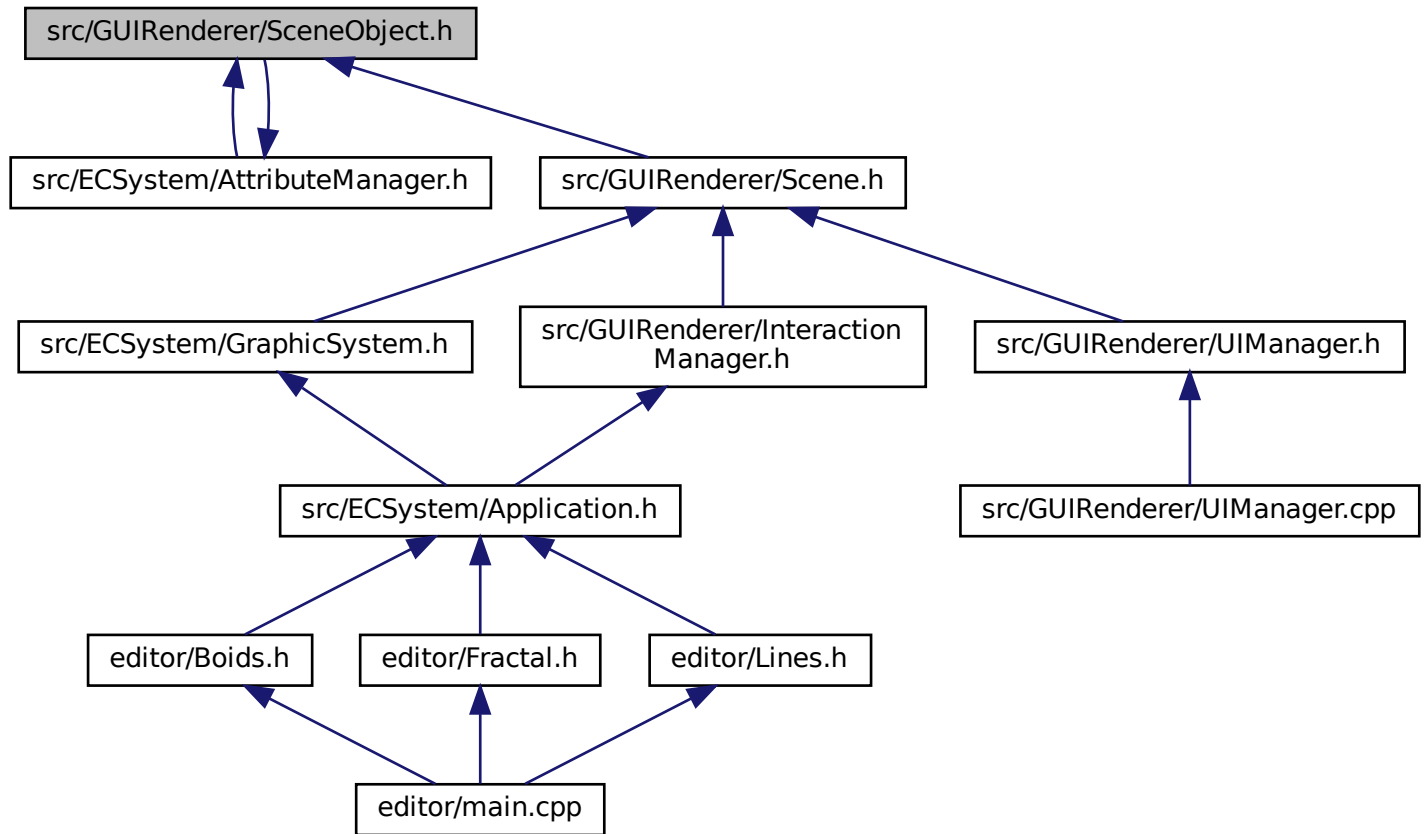 src/GUIRenderer/SceneObject.h
src/ECSystem/AttributeManager.h
src/GUIRenderer/Scene.h
src/ECSystem/GraphicSystem.h
src/GUIRenderer/Interaction
Manager.h
src/GUIRenderer/UIManager.h
src/ECSystem/Application.h
src/GUIRenderer/UIManager.cpp
editor/Boids.h
editor/Fractal.h
editor/Lines.h
editor/main.cpp